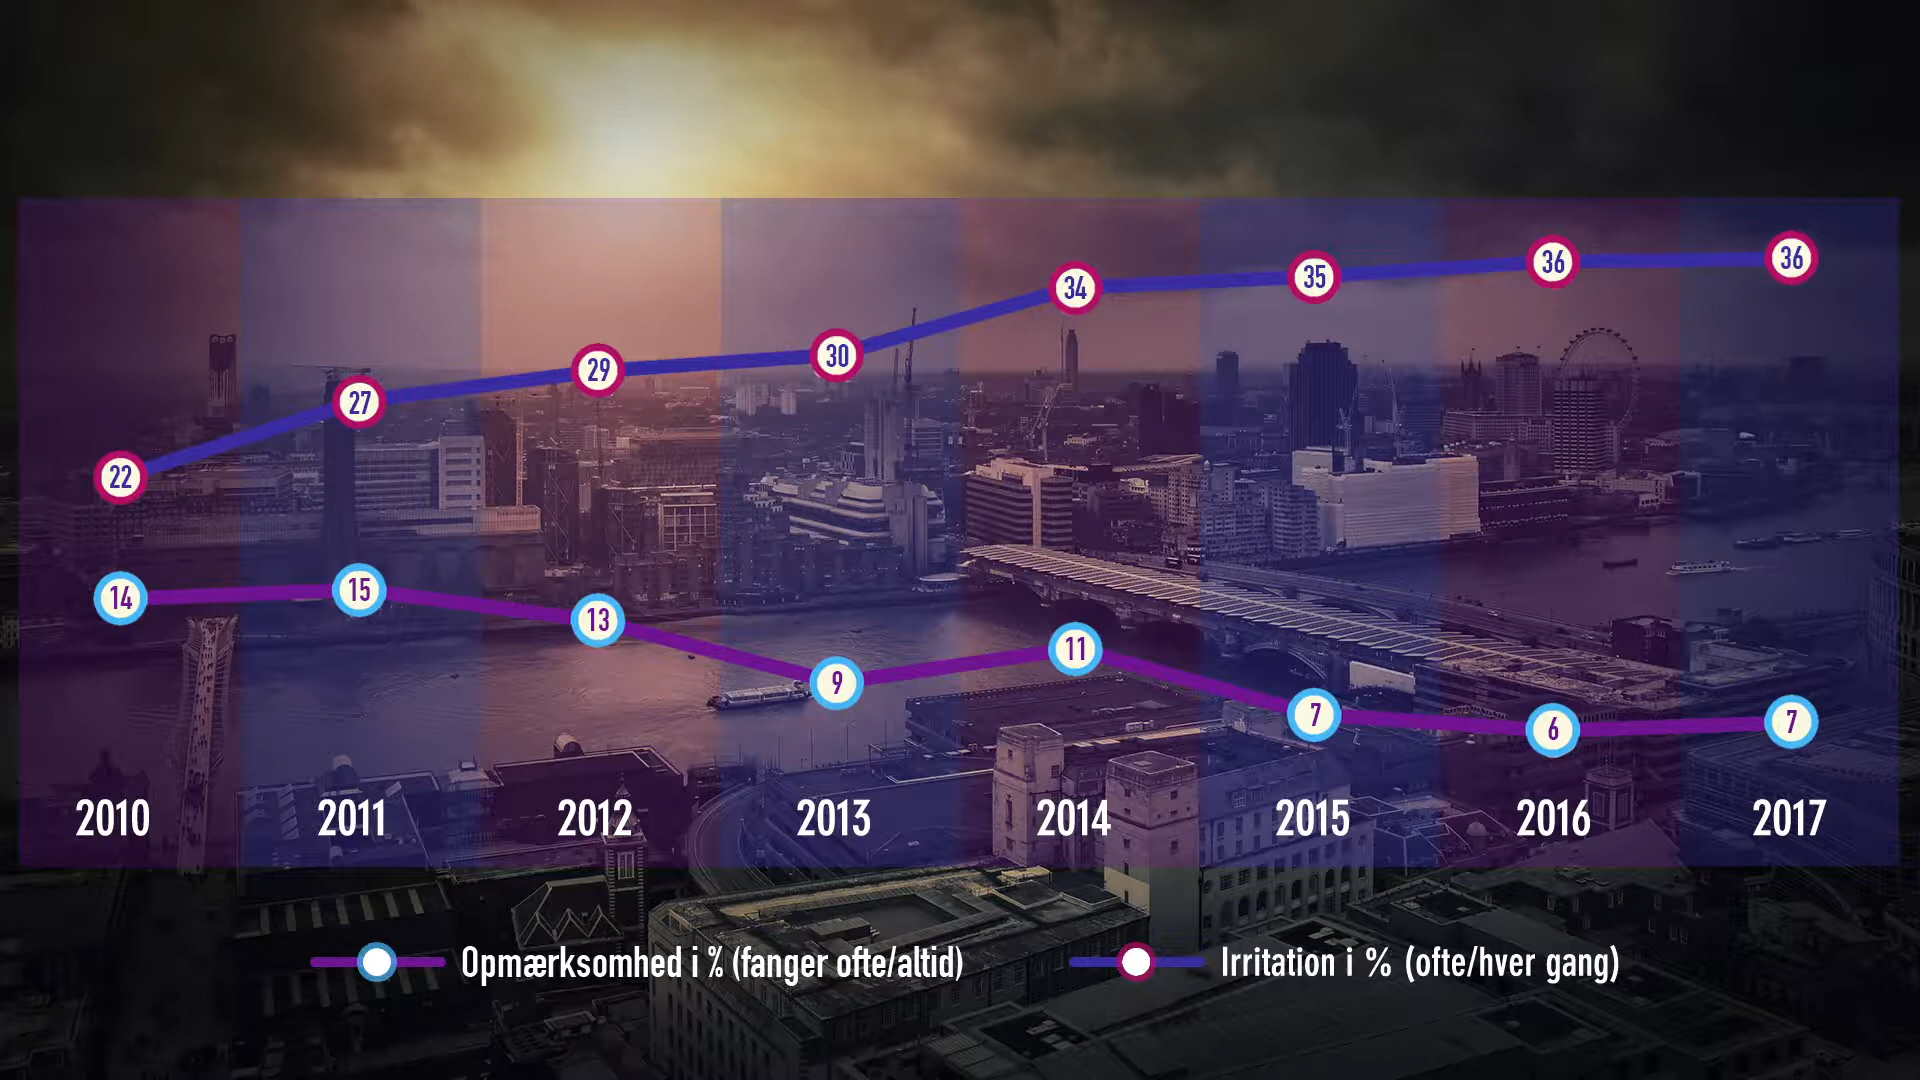 22 27 29 30 34 35 36 36
14 15 13 9 11 7 6 7
2010 2011 2012 2013 2014 2015 2016 2017
Opmærksomhed i % (fanger ofte/altid) Irritation i % (ofte/hver gang)